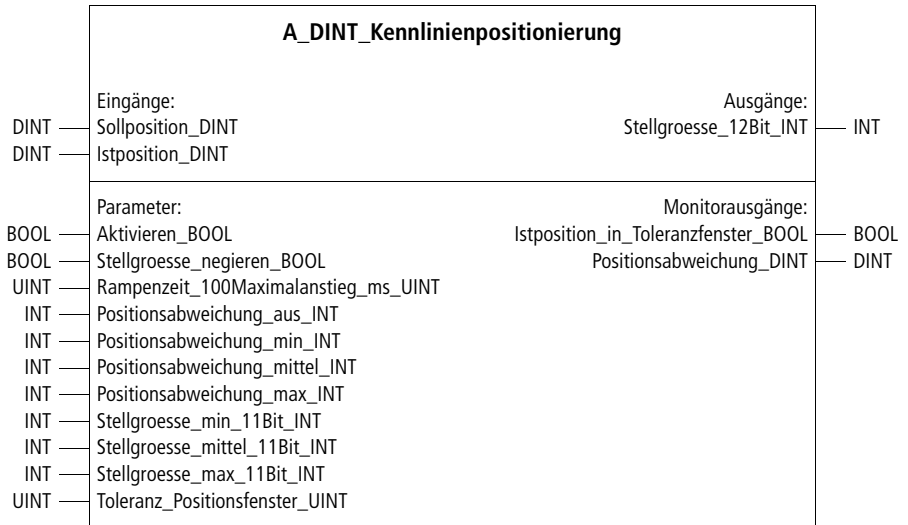 A_DINT_Kennlinienpositionierung
Eingänge: Ausgänge:
DINT Sollposition_DINT Stellgroesse_12Bit_INT INT
DINT Istposition_DINT
Parameter: Monitorausgänge:
BOOL Aktivieren_BOOL Istposition_in_Toleranzfenster_BOOL BOOL
BOOL Stellgroesse_negieren_BOOL Positionsabweichung_DINT DINT
UINT Rampenzeit_100Maximalanstieg_ms_UINT
INT Positionsabweichung_aus_INT
INT Positionsabweichung_min_INT
INT Positionsabweichung_mittel_INT
INT Positionsabweichung_max_INT
INT Stellgroesse_min_11Bit_INT
INT Stellgroesse_mittel_11Bit_INT
INT Stellgroesse_max_11Bit_INT
UINT Toleranz_Positionsfenster_UINT